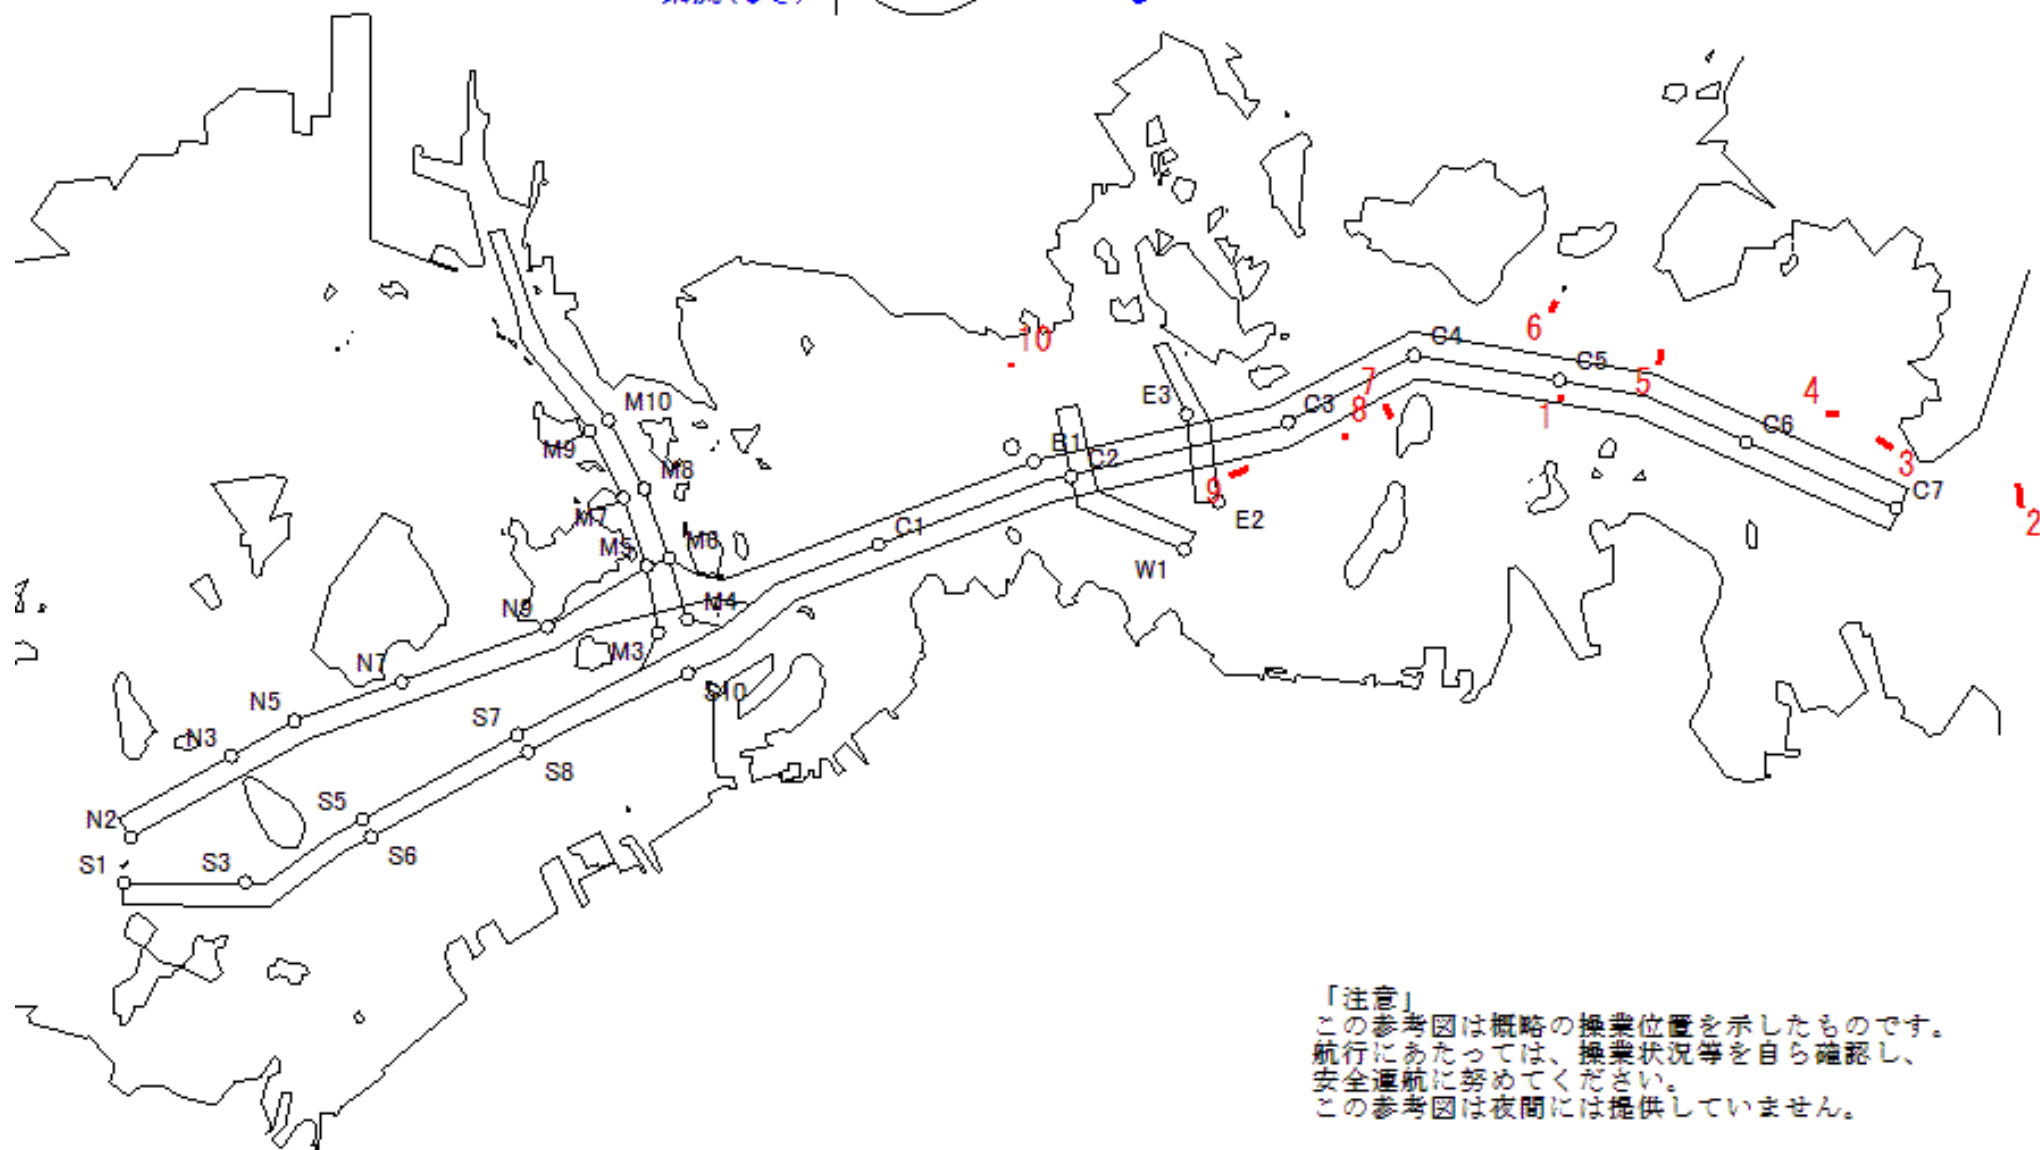 10
C4
6
C5
7
5
4
8
1
E3
C3
M10
C6
B1
M9
C2
3
M8
9
C7
E2
2
M7
C1
M6
M5
W1
N9
M4
M3
N7
S10
N5
S7
N3
S8
S5
N2
S6
S1
S3
「注意」
この参考図は概略の操業位置を示したものです。
航行にあたっては、操業状況等を自ら確認し、
安全運航に努めてください。
この参考図は夜間には提供していません。